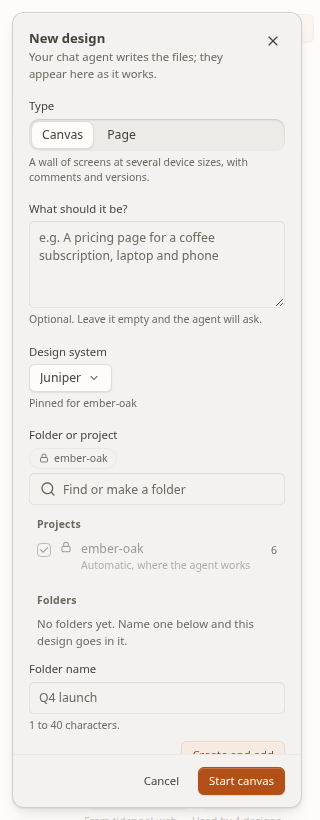 New design
Your chat agent writes the files; they
appear here as it works.
Type
Canvas Page
A wall of screens at several device sizes, with
comments and versions.
What should it be?
e.g. A pricing page for a coffee
subscription, laptop and phone
Optional. Leave it empty and the agent will ask.
Design system
Juniper
Pinned for ember-oak
Folder or project
ember-oak
Find or make a folder
Projects
ember-oak 6
Automatic, where the agent works
Folders
No folders yet. Name one below and this
design goes in it.
Folder name
Q4 launch
1 to 40 characters.
Create and add
Cancel Start canvas